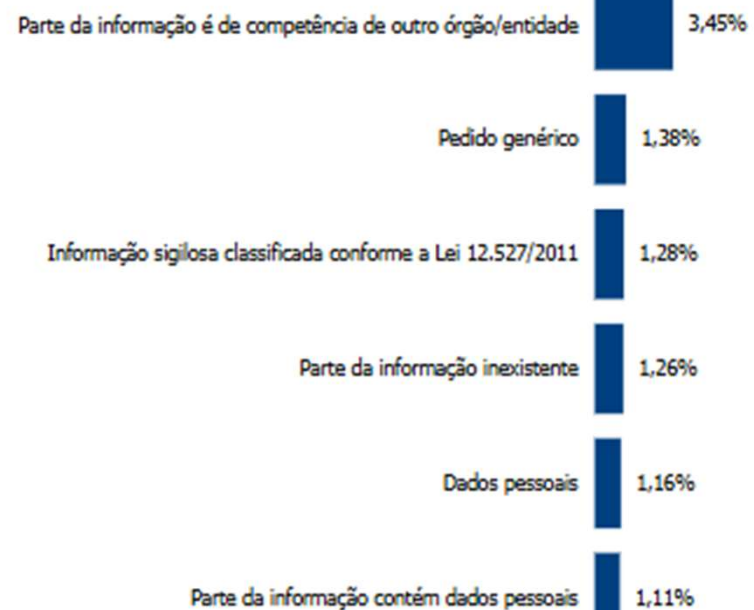 Parte da informação é de competência de outro órgão/entidade 3,45%
Pedido genérico 1,38%
Informação sigilosa classificada conforme a Lei 12.527/2011 1,28%
Parte da informação inexistente 1,26%
Dados pessoais 1,16%
Parte da informação contém dados pessoais 1,11%